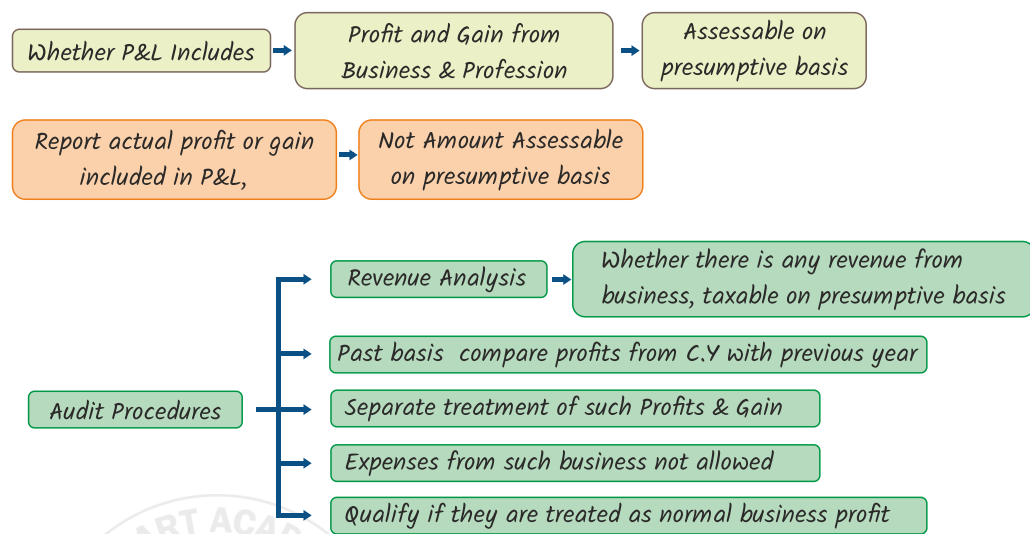 Whether P&L Includes
Profit and Gain from
Business & Profession
Assessable on
presumptive basis
Report actual profit or gain
included in P&L,
Not Amount Assessable
on presumptive basis
Audit Procedures
Revenue Analysis
Whether there is any revenue from
business, taxable on presumptive basis
Past basis compare profits from C.Y with previous year
Separate treatment of such Profits & Gain
Expenses from such business not allowed
Qualify if they are treated as normal business profit